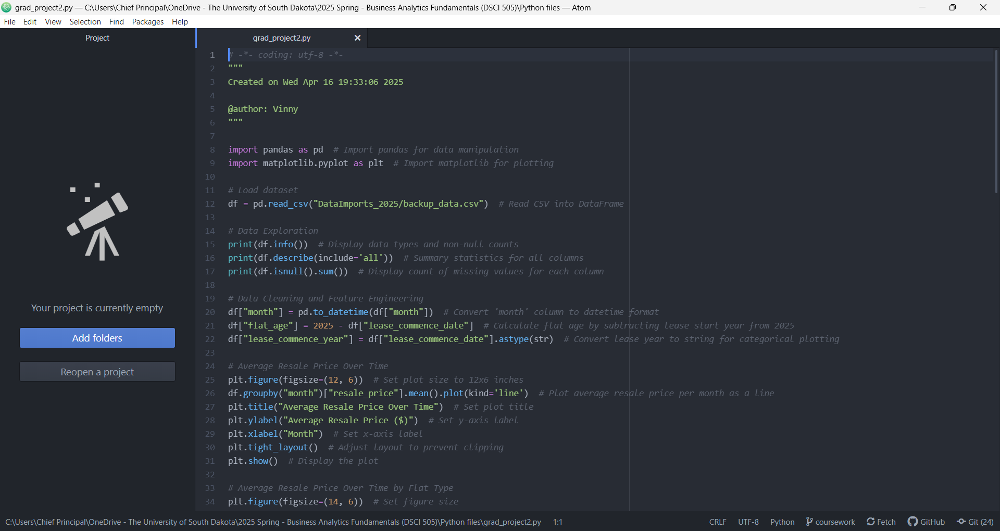 grad_project2.py — C:\Users\Chief Principal\OneDrive - The University of South Dakota\2025 Spring - Business Analytics Fundamentals (DSCI 505)\Python files — Atom
File Edit View Selection Find Packages Help
Project
grad_project2.py
1 # -*- coding: utf-8 -*-
2 """
3 Created on Wed Apr 16 19:33:06 2025
4
5 @author: Vinny
6 """
7
8 import pandas as pd  # Import pandas for data manipulation
9 import matplotlib.pyplot as plt  # Import matplotlib for plotting
10
11 # Load dataset
12 df = pd.read_csv("DataImports_2025/backup_data.csv")  # Read CSV into DataFrame
13
14 # Data Exploration
15 print(df.info())  # Display data types and non-null counts
16 print(df.describe(include='all'))  # Summary statistics for all columns
17 print(df.isnull().sum())  # Display count of missing values for each column
18
19 # Data Cleaning and Feature Engineering
20 df["month"] = pd.to_datetime(df["month"])  # Convert 'month' column to datetime format
21 df["flat_age"] = 2025 - df["lease_commence_date"]  # Calculate flat age by subtracting lease start year from 2025
22 df["lease_commence_year"] = df["lease_commence_date"].astype(str)  # Convert lease year to string for categorical plotting
23
24 # Average Resale Price Over Time
25 plt.figure(figsize=(12, 6))  # Set plot size to 12x6 inches
26 df.groupby("month")["resale_price"].mean().plot(kind='line')  # Plot average resale price per month as a line
27 plt.title("Average Resale Price Over Time")  # Set plot title
28 plt.ylabel("Average Resale Price ($)")  # Set y-axis label
29 plt.xlabel("Month")  # Set x-axis label
30 plt.tight_layout()  # Adjust layout to prevent clipping
31 plt.show()  # Display the plot
32
33 # Average Resale Price Over Time by Flat Type
34 plt.figure(figsize=(14, 6))  # Set figure size
Your project is currently empty
Add folders
Reopen a project
C:\Users\Chief Principal\OneDrive - The University of South Dakota\2025 Spring - Business Analytics Fundamentals (DSCI 505)\Python files\grad_project2.py 1:1 CRLF UTF-8 Python coursework Fetch GitHub Git (24)